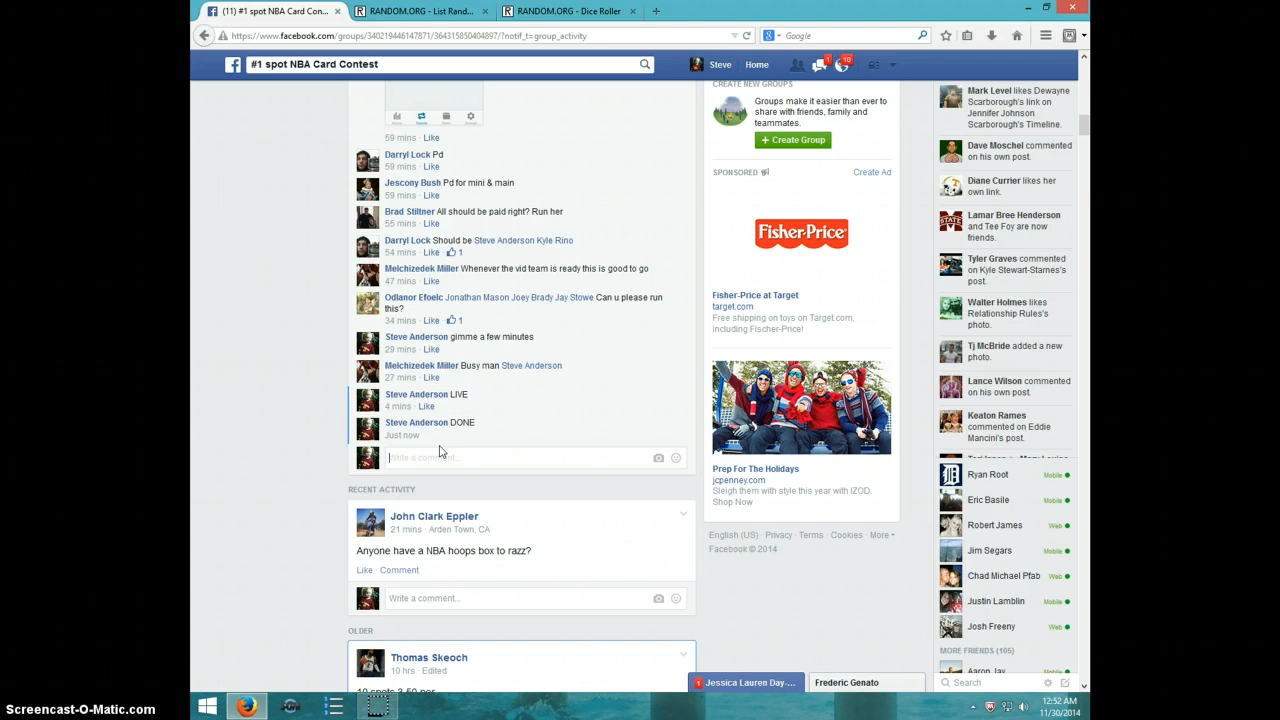 (11) #1 spot NBA Card Con...
RANDOM.ORG - List Rand...
RANDOM.ORG - Dice Roller
https://www.facebook.com/groups/340219446147871/364315850404897/?notif_t=group_activity
Google
#1 spot NBA Card Contest
Steve
Home
1
10
59 mins · Like
Darryl Lock Pd
59 mins · Like
Jescony Bush Pd for mini & main
59 mins · Like
Brad Stiltner All should be paid right? Run her
55 mins · Like
Darryl Lock Should be Steve Anderson Kyle Rino
54 mins · Like · 1
Melchizedek Miller Whenever the vid team is ready this is good to go
47 mins · Like
Odlanor Efoelc Jonathan Mason Joey Brady Jay Stowe Can you please run
this?
34 mins · Like · 1
Steve Anderson gimme a few minutes
29 mins · Like
Melchizedek Miller Busy man Steve Anderson
27 mins · Like
Steve Anderson LIVE
4 mins · Like
Steve Anderson DONE
Just now
Write a comment...
RECENT ACTIVITY
John Clark Eppler
21 mins · Arden Town, CA
Anyone have a NBA hoops box to razz?
Like · Comment
Write a comment...
OLDER
Thomas Skeoch
10 hrs · Edited
10 spots 3.50 per
CREATE NEW GROUPS
Groups make it easier than ever to
share with friends, family and
teammates.
+ Create Group
SPONSORED
Create Ad
Fisher-Price
Fisher-Price at Target
target.com
Free shipping on toys on Target.com,
including Fischer-Price!
Prep For The Holidays
jcpenney.com
Sleigh them with style this year with IZOD.
Shop Now
English (US) · Privacy · Terms · Cookies · More
Facebook © 2014
Mark Level likes Dewayne
Scarborough's link on
Jennifer Johnson
Scarborough's Timeline.
Dave Moschel commented
on his own post.
Diane Currier likes her
own link.
Lamar Bree Henderson
and Tee Foy are now
friends.
Tyler Graves commented
on Kyle Stewart-Starnes's
post.
Walter Holmes likes
Relationship Rules's
photo.
Tj McBride added a new
photo.
Lance Wilson commented
on his own post.
Keaton Rames
commented on Eddie
Mancini's post.
Ryan Root Mobile
Eric Basile Mobile
Robert James Web
Jim Segars Mobile
Chad Michael Pfab Web
Justin Lamblin Mobile
Josh Freeny Web
MORE FRIENDS (105)
Aaron Jay Mobile
Search
1 Jessica Lauren Day-...
Frederic Genato
12:52 AM
11/30/2014
Screencast-O-Matic.com